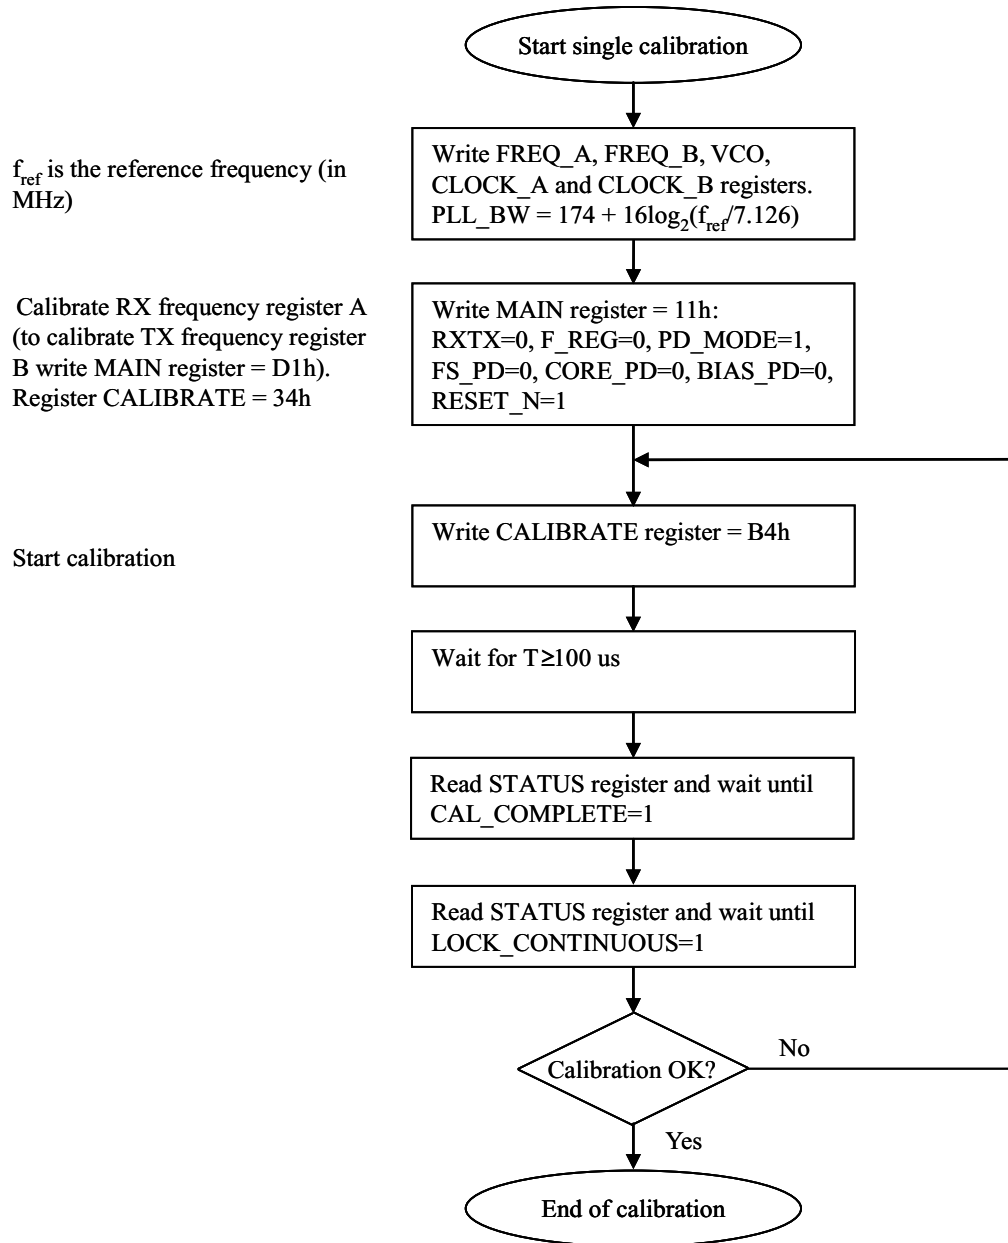 Start single calibration
f_ref is the reference frequency (in
MHz)
Write FREQ_A, FREQ_B, VCO,
CLOCK_A and CLOCK_B registers.
PLL_BW = 174 + 16log₂(f_ref/7.126)
Calibrate RX frequency register A
(to calibrate TX frequency register
B write MAIN register = D1h).
Register CALIBRATE = 34h
Write MAIN register = 11h:
RXTX=0, F_REG=0, PD_MODE=1,
FS_PD=0, CORE_PD=0, BIAS_PD=0,
RESET_N=1
Start calibration
Write CALIBRATE register = B4h
Wait for T≥100 us
Read STATUS register and wait until
CAL_COMPLETE=1
Read STATUS register and wait until
LOCK_CONTINUOUS=1
Calibration OK?
No
Yes
End of calibration